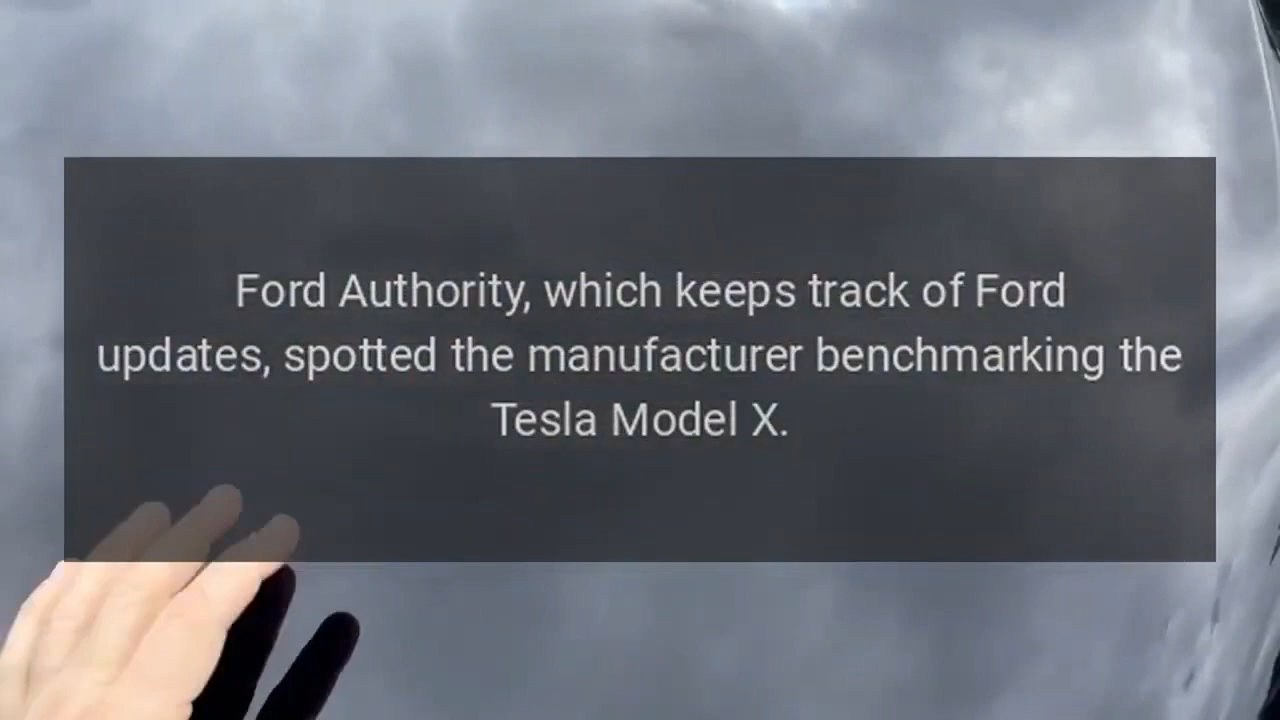 Ford Authority, which keeps track of Ford
updates, spotted the manufacturer benchmarking the
Tesla Model X.